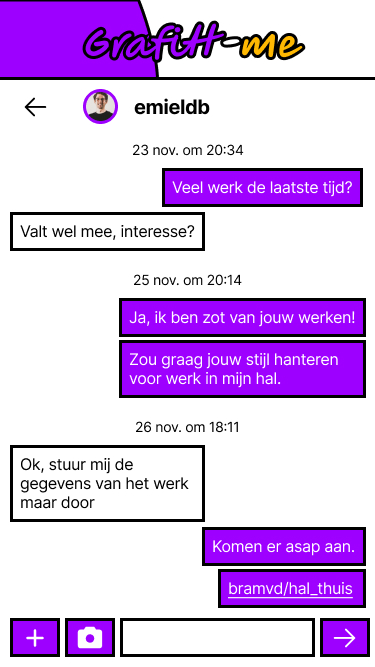 Grafitt-me
emieldb
23 nov. om 20:34
Veel werk de laatste tijd?
Valt wel mee, interesse?
25 nov. om 20:14
Ja, ik ben zot van jouw werken!
Zou graag jouw stijl hanteren
voor werk in mijn hal.
26 nov. om 18:11
Ok, stuur mij de
gegevens van het werk
maar door
Komen er asap aan.
bramvd/hal_thuis